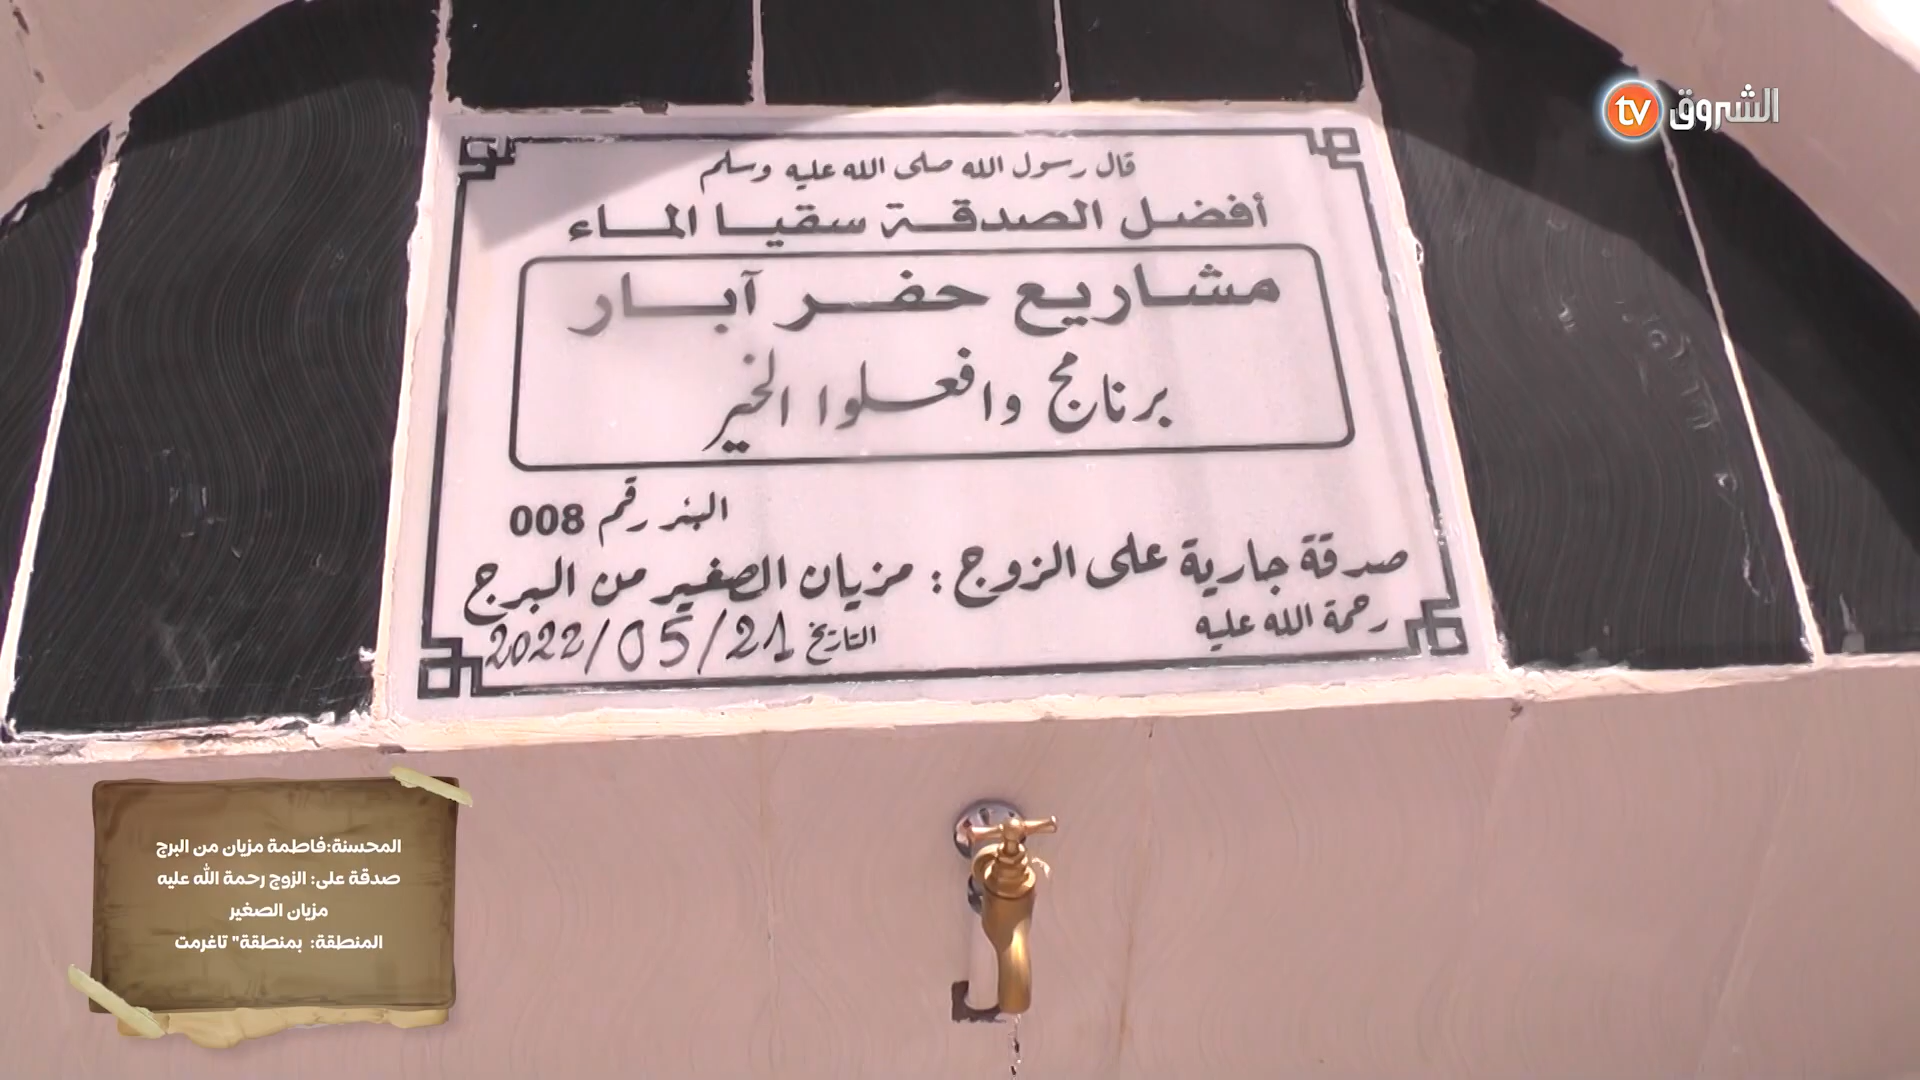 الشروق tv
قال رسول الله صلى الله عليه وسلم
أفضل الصدقة سقيا الماء
مشاريع حفر آبار
برنامج وافعلوا الخير
البئر رقم 008
صدقة جارية على الزوج : مزيان الصغير من البرج
رحمة الله عليه
التاريخ 2022/05/21
المحسنة:فاطمة مزيان من البرج
صدقة على: الزوج رحمة الله عليه
مزيان الصغير
المنطقة: بمنطقة" تاغرمت